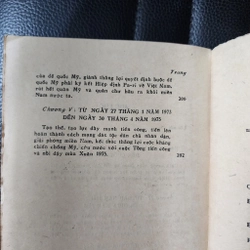 Trang
của đế quốc Mỹ, giành thắng lợi quyết định buộc đế
quốc Mỹ phải ký kết Hiệp định Pa-ri về Việt Nam,
rút hết quân Mỹ và quân chư hầu ra khỏi miền
Nam nước ta. 209
Chương V: TỪ NGÀY 27 THÁNG 1 NĂM 1973
ĐẾN NGÀY 30 THÁNG 4 NĂM 1975
Tạo thế, tạo lực đẩy mạnh tiến công, tiến lên
hoàn thành cách mạng dân tộc dân chủ nhân dân,
giải phóng miền Nam, kết thúc thắng lợi cuộc kháng
chiến chống Mỹ, cứu nước với cuộc Tổng tiến công
và nổi dậy mùa Xuân 1975. 282